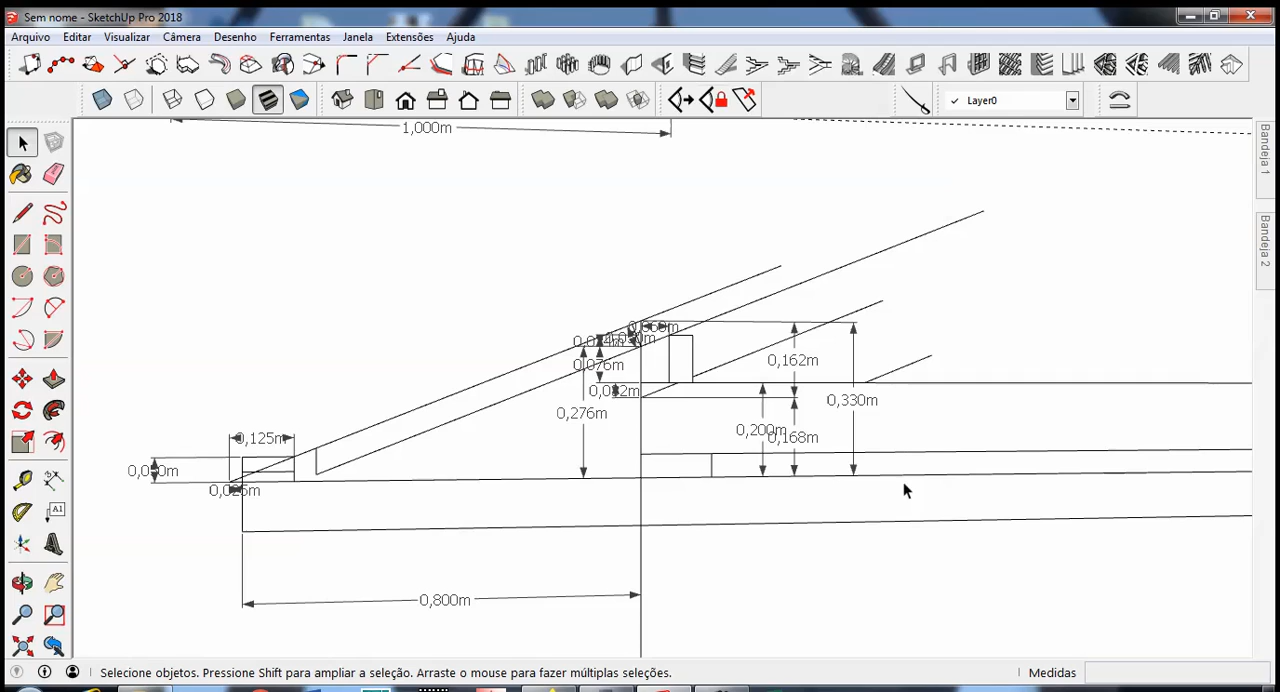 Sem nome - SketchUp Pro 2018
Arquivo Editar Visualizar Câmera Desenho Ferramentas Janela Extensões Ajuda
Layer0
Bandeja 1
Bandeja 2
A1
1,000m
0,076m
0,162m
0,276m
0,330m
0,200m
0,168m
0,125m
0,800m
Selecione objetos. Pressione Shift para ampliar a seleção. Arraste o mouse para fazer múltiplas seleções.
Medidas